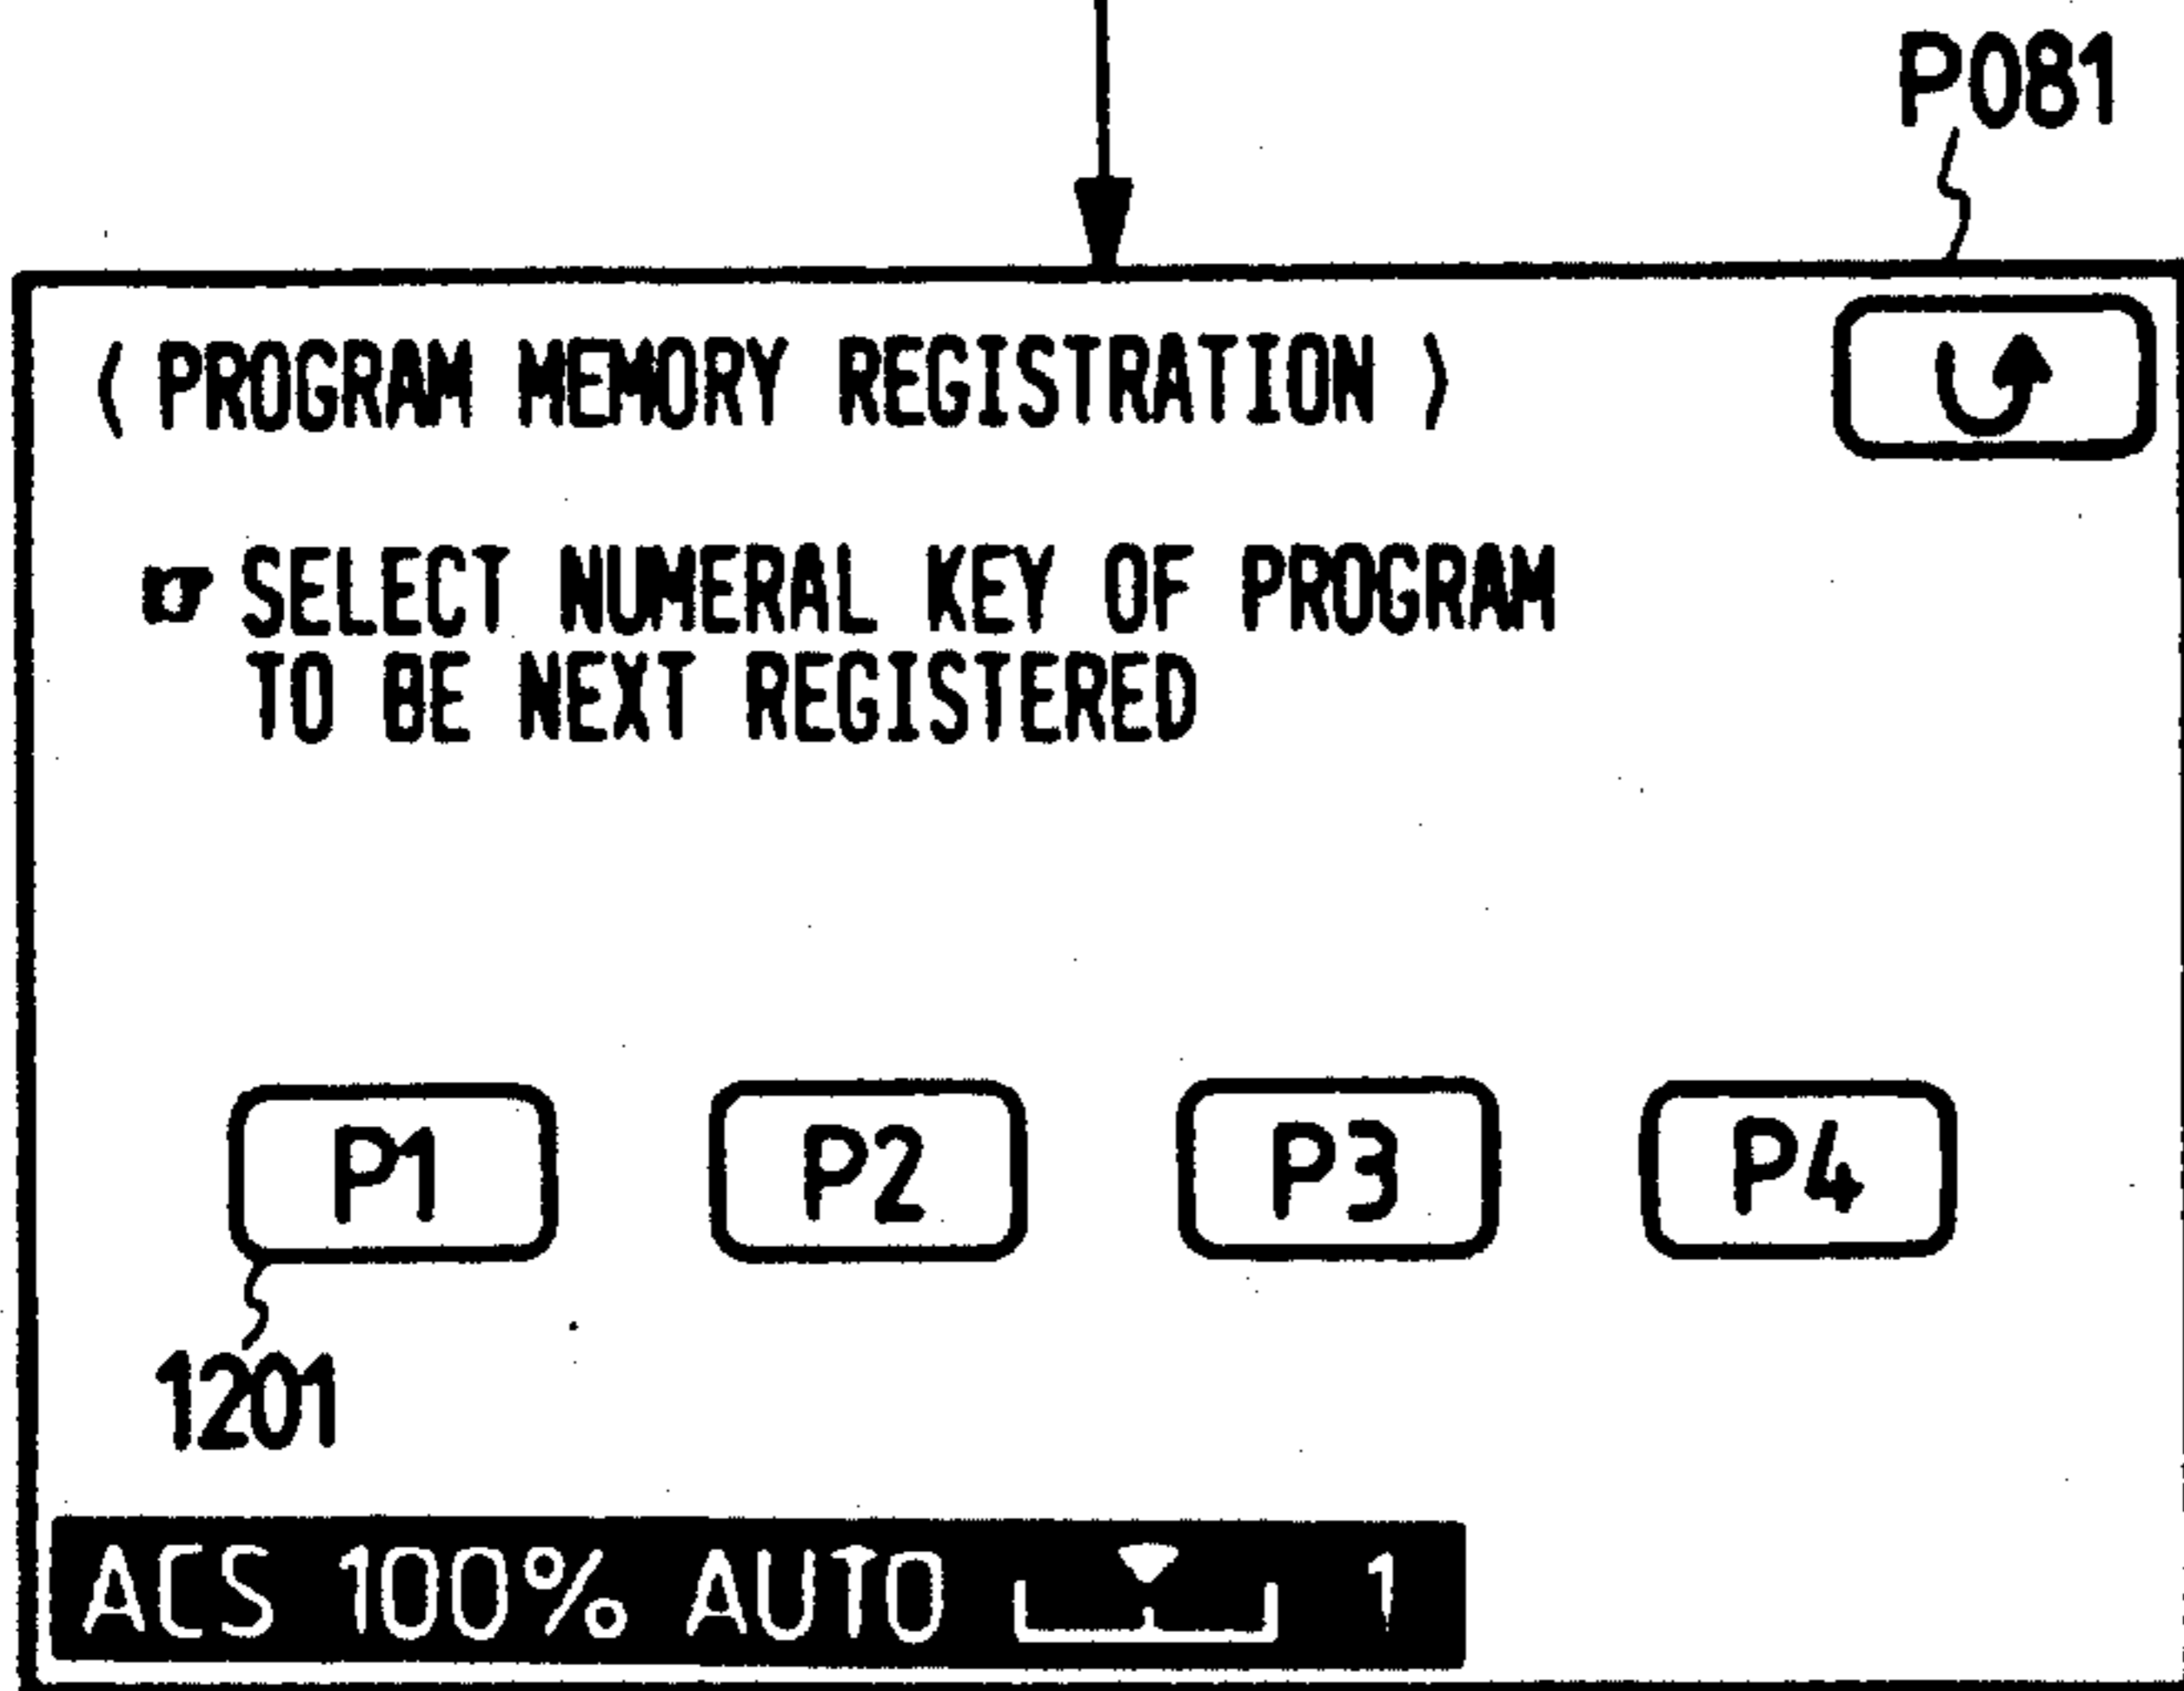 P081
( PROGRAM MEMORY REGISTRATION )
SELECT NUMERAL KEY OF PROGRAM
TO BE NEXT REGISTERED
P1 P2 P3 P4
1201
ACS 100% AUTO 1